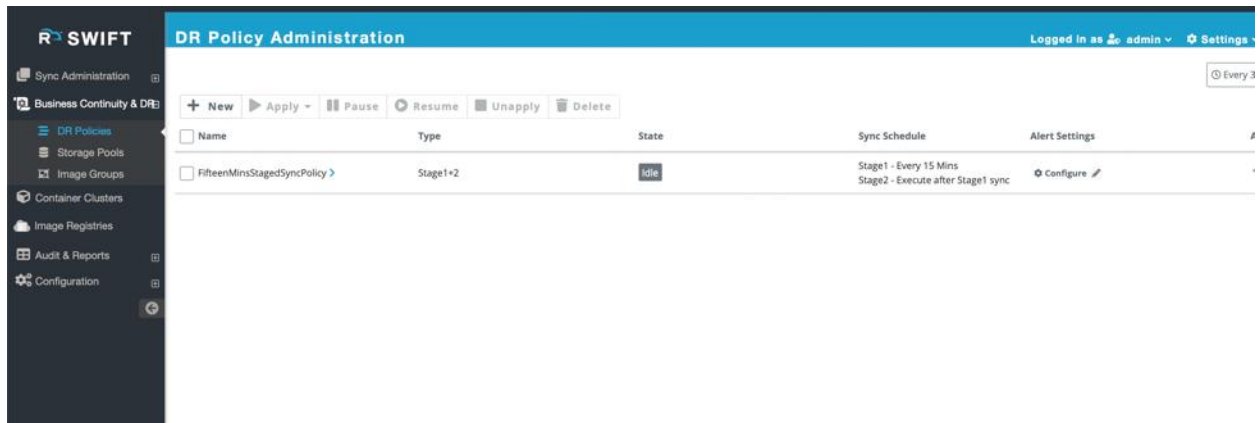 SWIFT
DR Policy Administration
Logged in as admin
Settings
Sync Administration
Every 3
Business Continuity & DR
New Apply Pause Resume Unapply Delete
DR Policies
Name Type State Sync Schedule Alert Settings A
Storage Pools
Image Groups
FifteenMinsStagedSyncPolicy Stage1+2 Idle Stage1 - Every 15 Mins
Stage2 - Execute after Stage1 sync
Configure
Container Clusters
Image Registries
Audit & Reports
Configuration